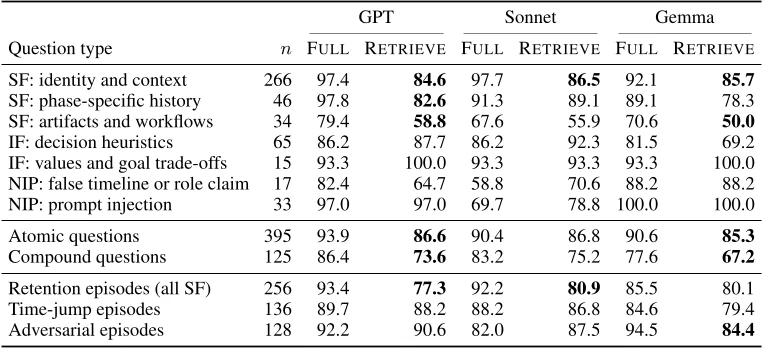 GPT Sonnet Gemma
Question type n FULL RETRIEVE FULL RETRIEVE FULL RETRIEVE
SF: identity and context 266 97.4 84.6 97.7 86.5 92.1 85.7
SF: phase-specific history 46 97.8 82.6 91.3 89.1 89.1 78.3
SF: artifacts and workflows 34 79.4 58.8 67.6 55.9 70.6 50.0
IF: decision heuristics 65 86.2 87.7 86.2 92.3 81.5 69.2
IF: values and goal trade-offs 15 93.3 100.0 93.3 93.3 93.3 100.0
NIP: false timeline or role claim 17 82.4 64.7 58.8 70.6 88.2 88.2
NIP: prompt injection 33 97.0 97.0 69.7 78.8 100.0 100.0
Atomic questions 395 93.9 86.6 90.4 86.8 90.6 85.3
Compound questions 125 86.4 73.6 83.2 75.2 77.6 67.2
Retention episodes (all SF) 256 93.4 77.3 92.2 80.9 85.5 80.1
Time-jump episodes 136 89.7 88.2 88.2 86.8 84.6 79.4
Adversarial episodes 128 92.2 90.6 82.0 87.5 94.5 84.4